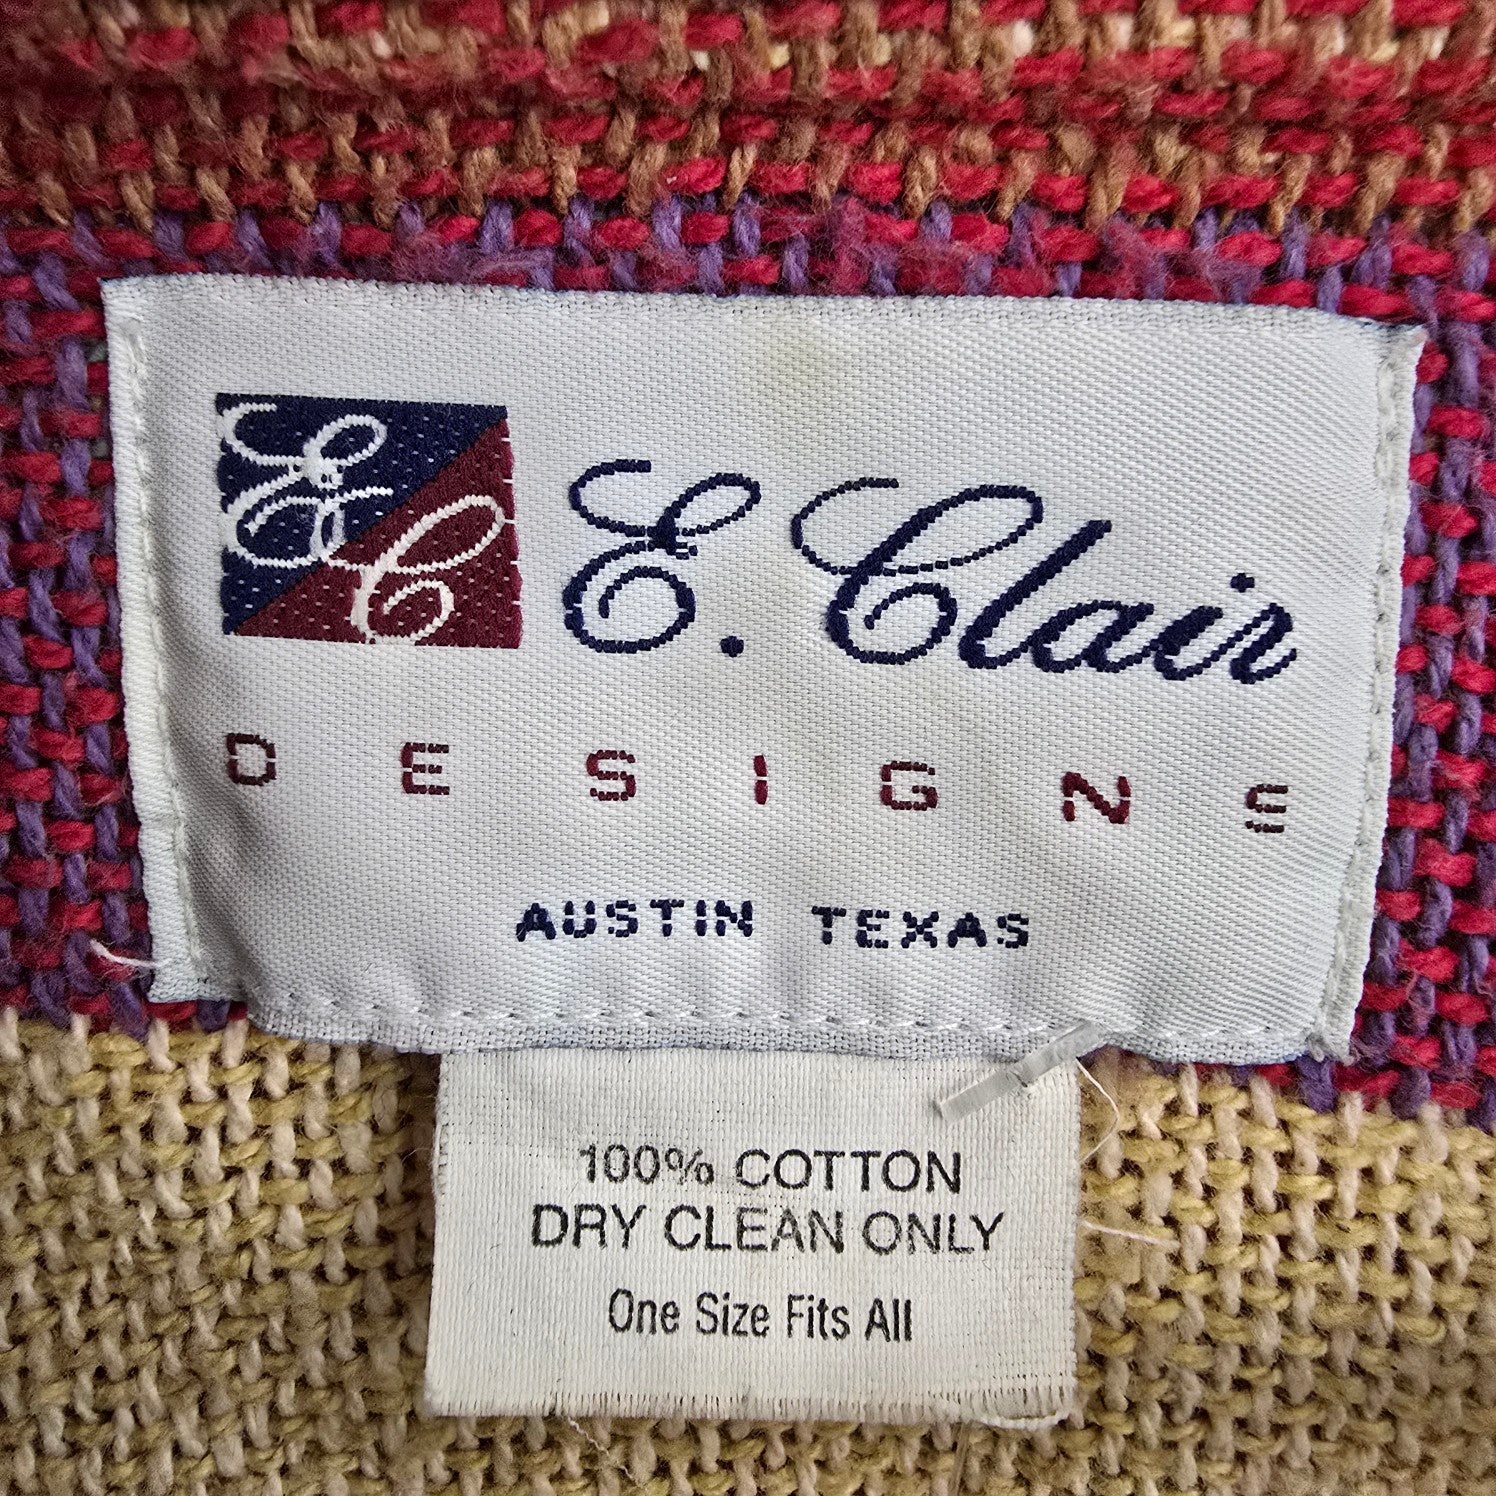 EC E. Clair
DESIGNS
AUSTIN TEXAS
100% COTTON
DRY CLEAN ONLY
One Size Fits All